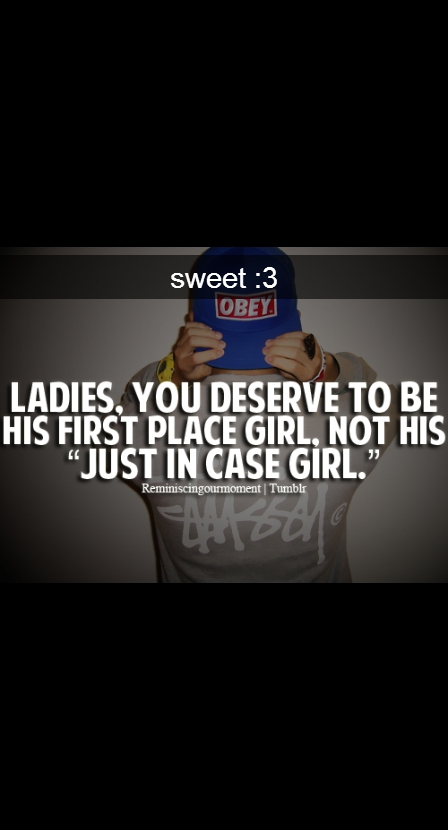 sweet :3
OBEY.
LADIES, YOU DESERVE TO BE
HIS FIRST PLACE GIRL, NOT HIS
“JUST IN CASE GIRL.”
Reminiscingourmoment | Tumblr